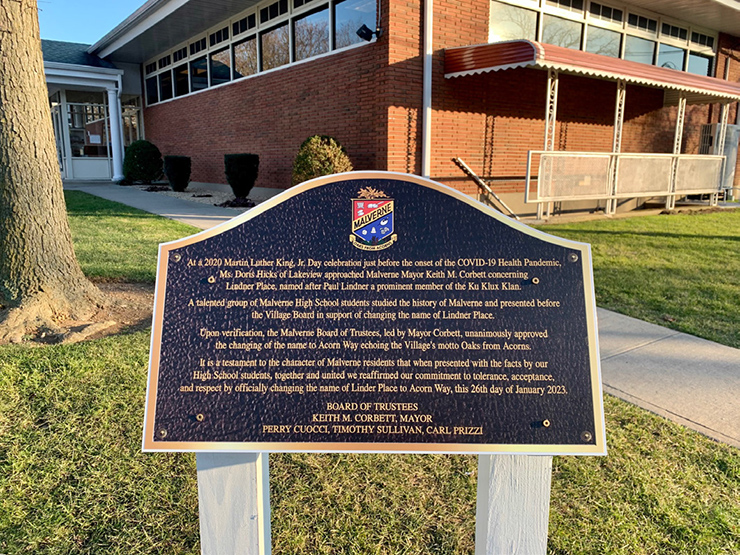 MALVERNE
OAKS FROM ACORNS
At a 2020 Martin Luther King, Jr. Day celebration just before the onset of the COVID-19 Health Pandemic,
Ms. Doris Hicks of Lakeview approached Malverne Mayor Keith M. Corbett concerning
Lindner Place, named after Paul Lindner a prominent member of the Ku Klux Klan.
A talented group of Malverne High School students studied the history of Malverne and presented before
the Village Board in support of changing the name of Lindner Place.
Upon verification, the Malverne Board of Trustees, led by Mayor Corbett, unanimously approved
the changing of the name to Acorn Way echoing the Village's motto Oaks from Acorns.
It is a testament to the character of Malverne residents that when presented with the facts by our
High School students, together and united we reaffirmed our commitment to tolerance, acceptance,
and respect by officially changing the name of Linder Place to Acorn Way, this 26th day of January 2023.
BOARD OF TRUSTEES
KEITH M. CORBETT, MAYOR
PERRY CUOCCI, TIMOTHY SULLIVAN, CARL PRIZZI